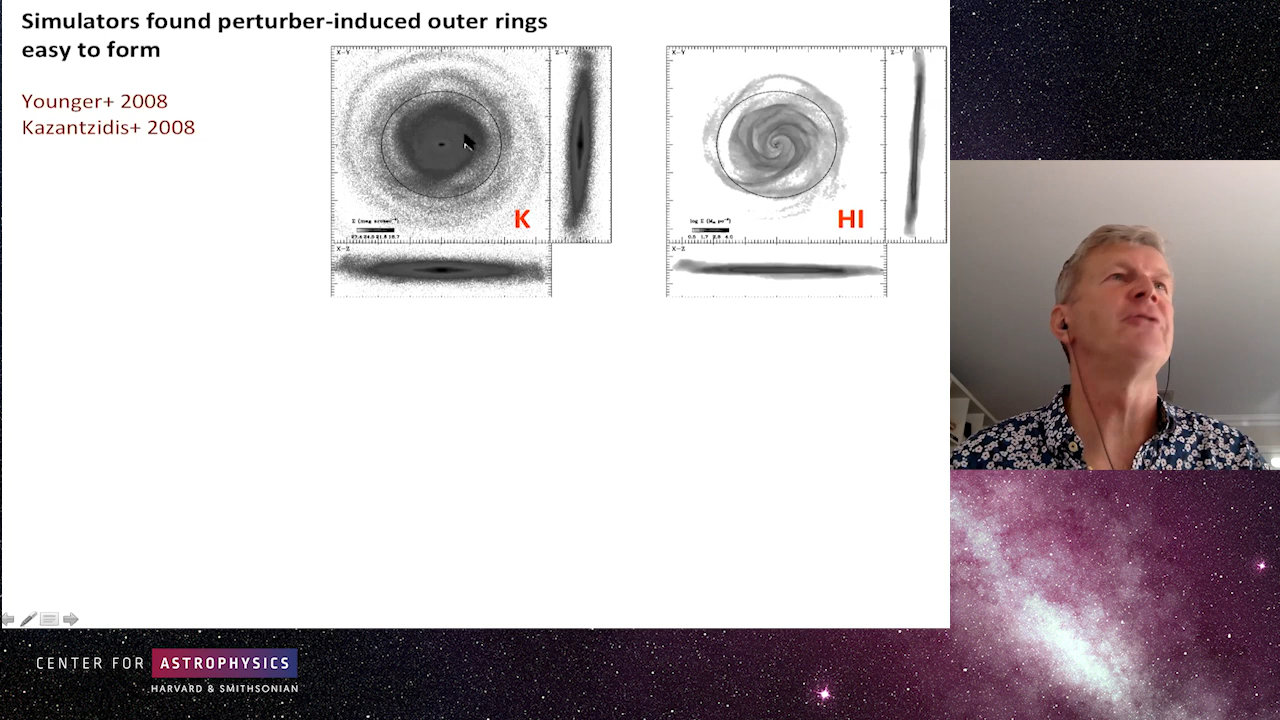 Simulators found perturber-induced outer rings
easy to form
Younger+ 2008
Kazantzidis+ 2008
X-Y
Z-Y
K
X-Z
X-Y
Z-Y
HI
X-Z
CENTER FOR ASTROPHYSICS
HARVARD & SMITHSONIAN